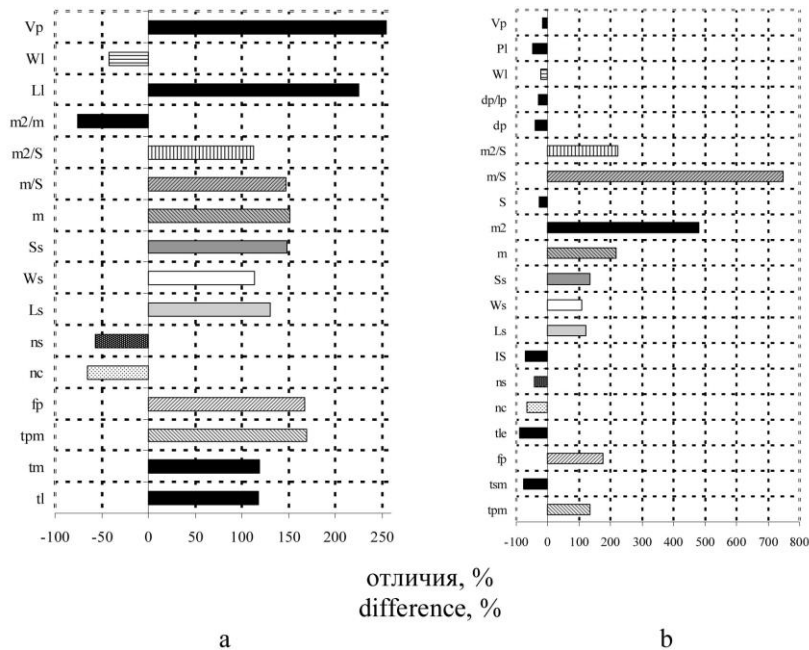 Vp
Wl
Ll
m2/m
m2/S
m/S
m
Ss
Ws
Ls
ns
nc
fp
tpm
tm
tl
-100 -50 0 50 100 150 200 250
Vp
Pl
Wl
dp/lp
dp
m2/S
m/S
S
m2
m
Ss
Ws
Ls
IS
ns
nc
tle
fp
tsm
tpm
-100 0 100 200 300 400 500 600 700 800
отличия, %
difference, %
a b